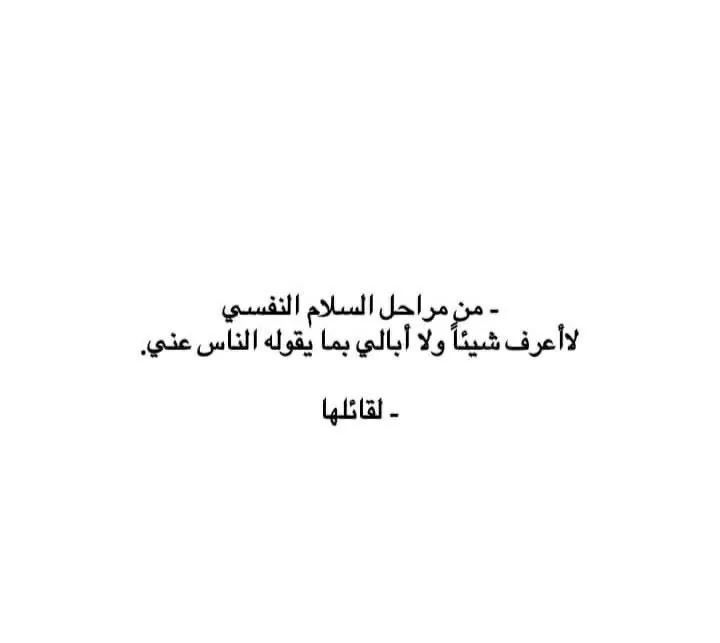 - من مراحل السلام النفسي
لاأعرف شيئاً ولا أبالي بما يقوله الناس عني.
- لقائلها